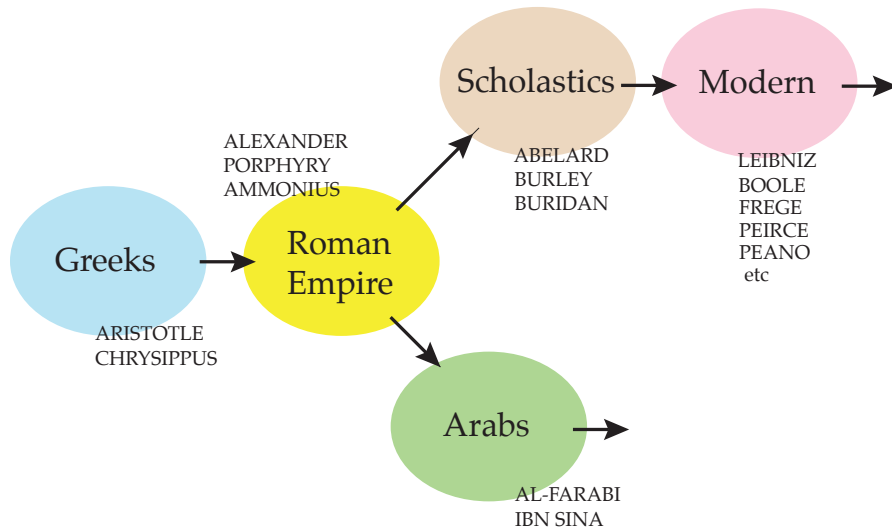 Scholastics
Modern
ALEXANDER
PORPHYRY
AMMONIUS
ABELARD
BURLEY
BURIDAN
LEIBNIZ
BOOLE
FREGE
PEIRCE
PEANO
etc
Greeks
Roman
Empire
ARISTOTLE
CHRYSIPPUS
Arabs
AL-FARABI
IBN SINA